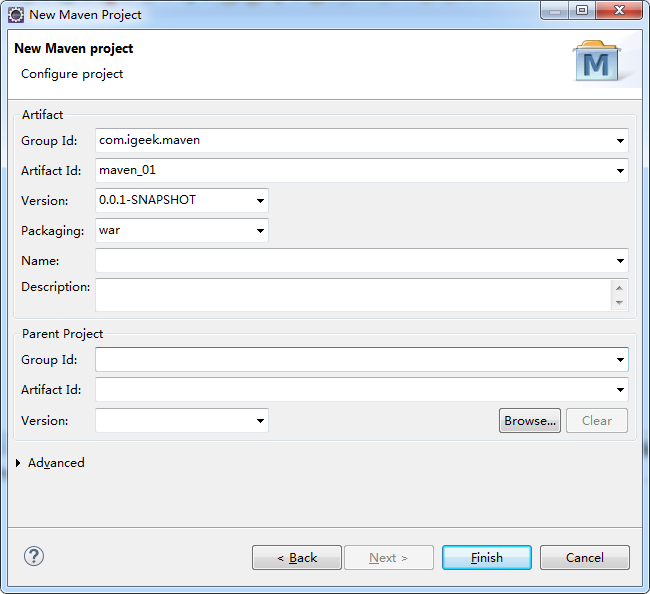 New Maven Project
New Maven project
Configure project
M
Artifact
Group Id: com.igeek.maven
Artifact Id: maven_01
Version: 0.0.1-SNAPSHOT
Packaging: war
Name:
Description:
Parent Project
Group Id:
Artifact Id:
Version: Browse... Clear
Advanced
? < Back Next > Finish Cancel